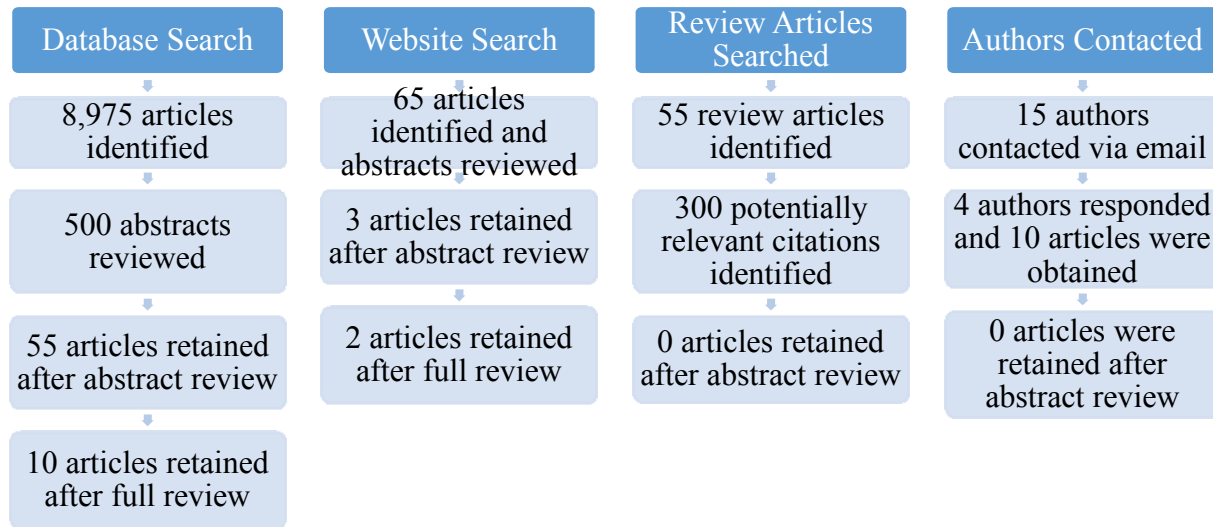 Database Search
8,975 articles
identified
500 abstracts
reviewed
55 articles retained
after abstract review
10 articles retained
after full review
Website Search
65 articles
identified and
abstracts reviewed
3 articles retained
after abstract review
2 articles retained
after full review
Review Articles
Searched
55 review articles
identified
300 potentially
relevant citations
identified
0 articles retained
after abstract review
Authors Contacted
15 authors
contacted via email
4 authors responded
and 10 articles were
obtained
0 articles were
retained after
abstract review